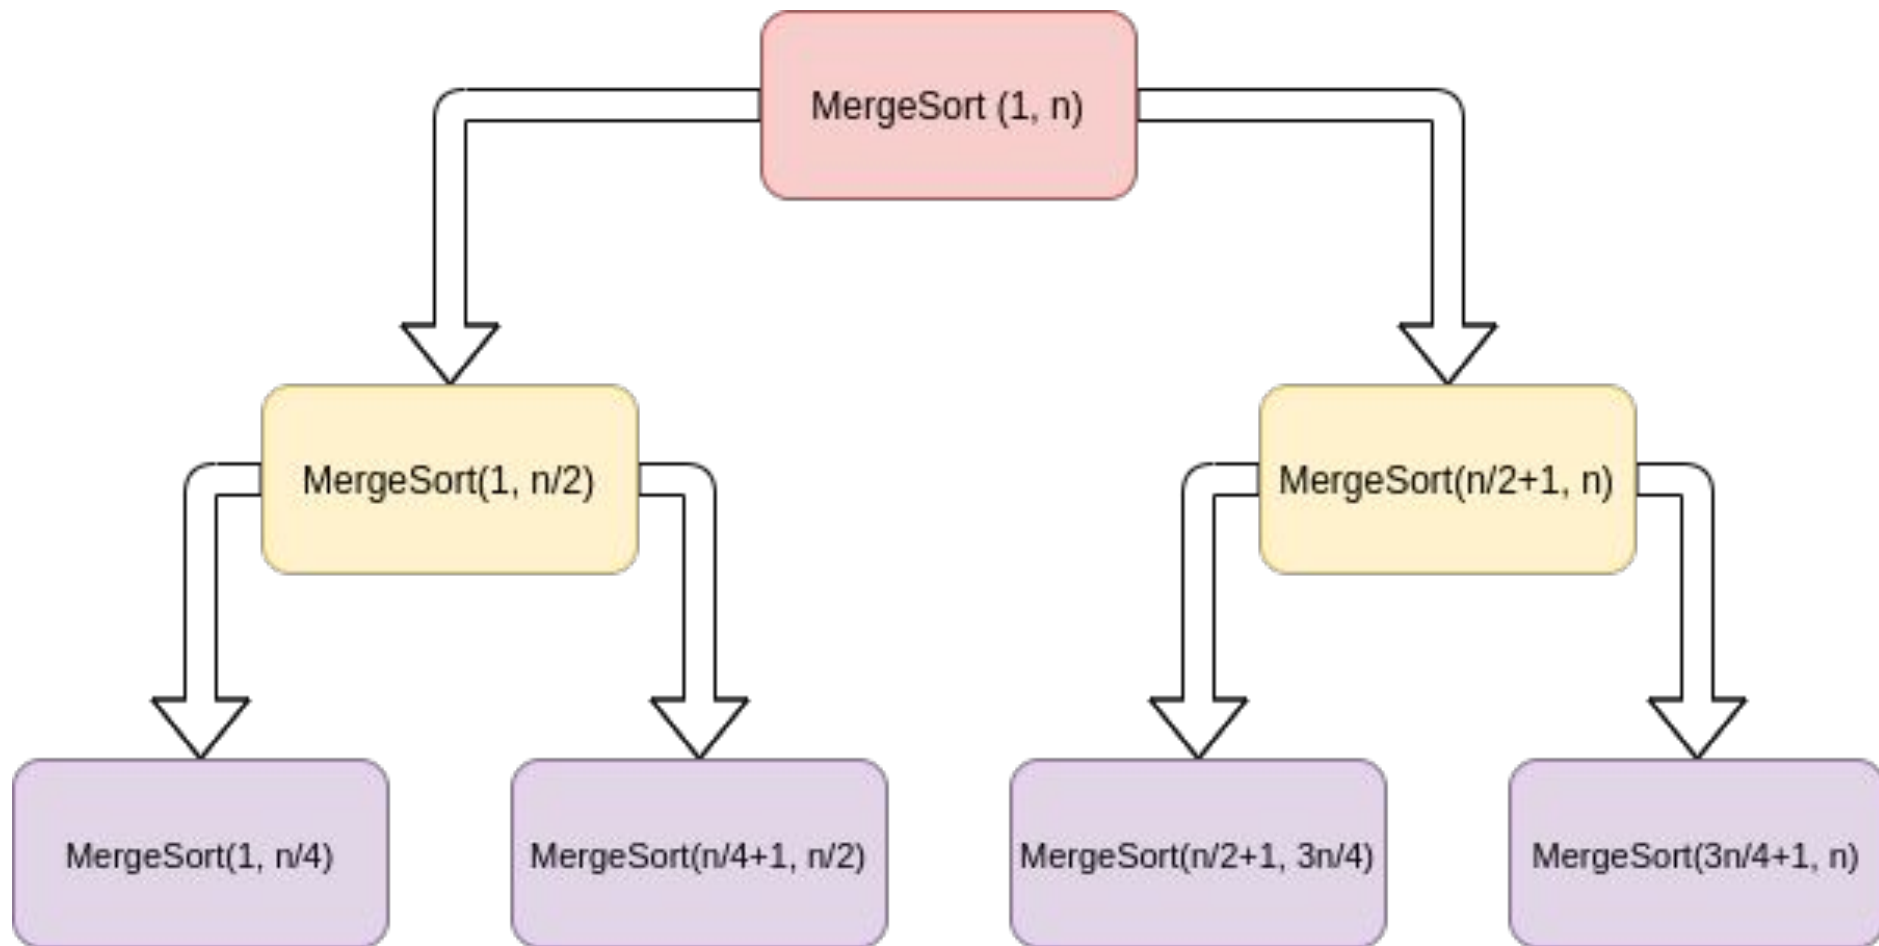 MergeSort (1, n)
MergeSort(1, n/2)
MergeSort(n/2+1, n)
MergeSort(1, n/4)
MergeSort(n/4+1, n/2)
MergeSort(n/2+1, 3n/4)
MergeSort(3n/4+1, n)